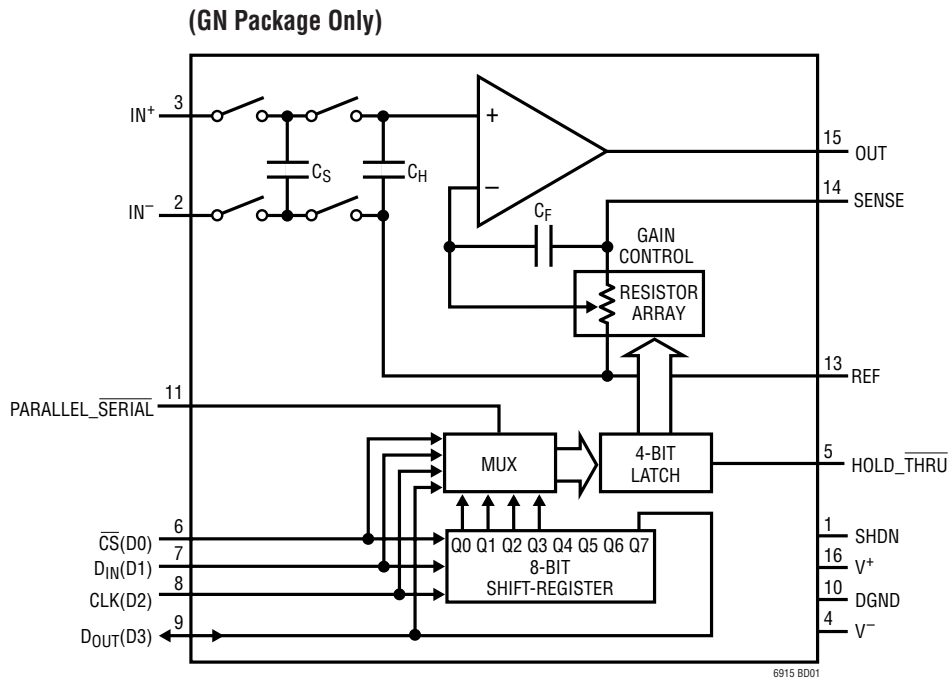 (GN Package Only)
IN+
3
IN−
2
CS
CH
+
−
CF
GAIN
CONTROL
RESISTOR
ARRAY
15
OUT
14
SENSE
13
REF
11
PARALLEL_SERIAL
MUX
4-BIT
LATCH
5
HOLD_THRU
6
CS(D0)
7
DIN(D1)
8
CLK(D2)
9
DOUT(D3)
Q0 Q1 Q2 Q3 Q4 Q5 Q6 Q7
8-BIT
SHIFT-REGISTER
1
SHDN
16
V+
10
DGND
4
V−
6915 BD01